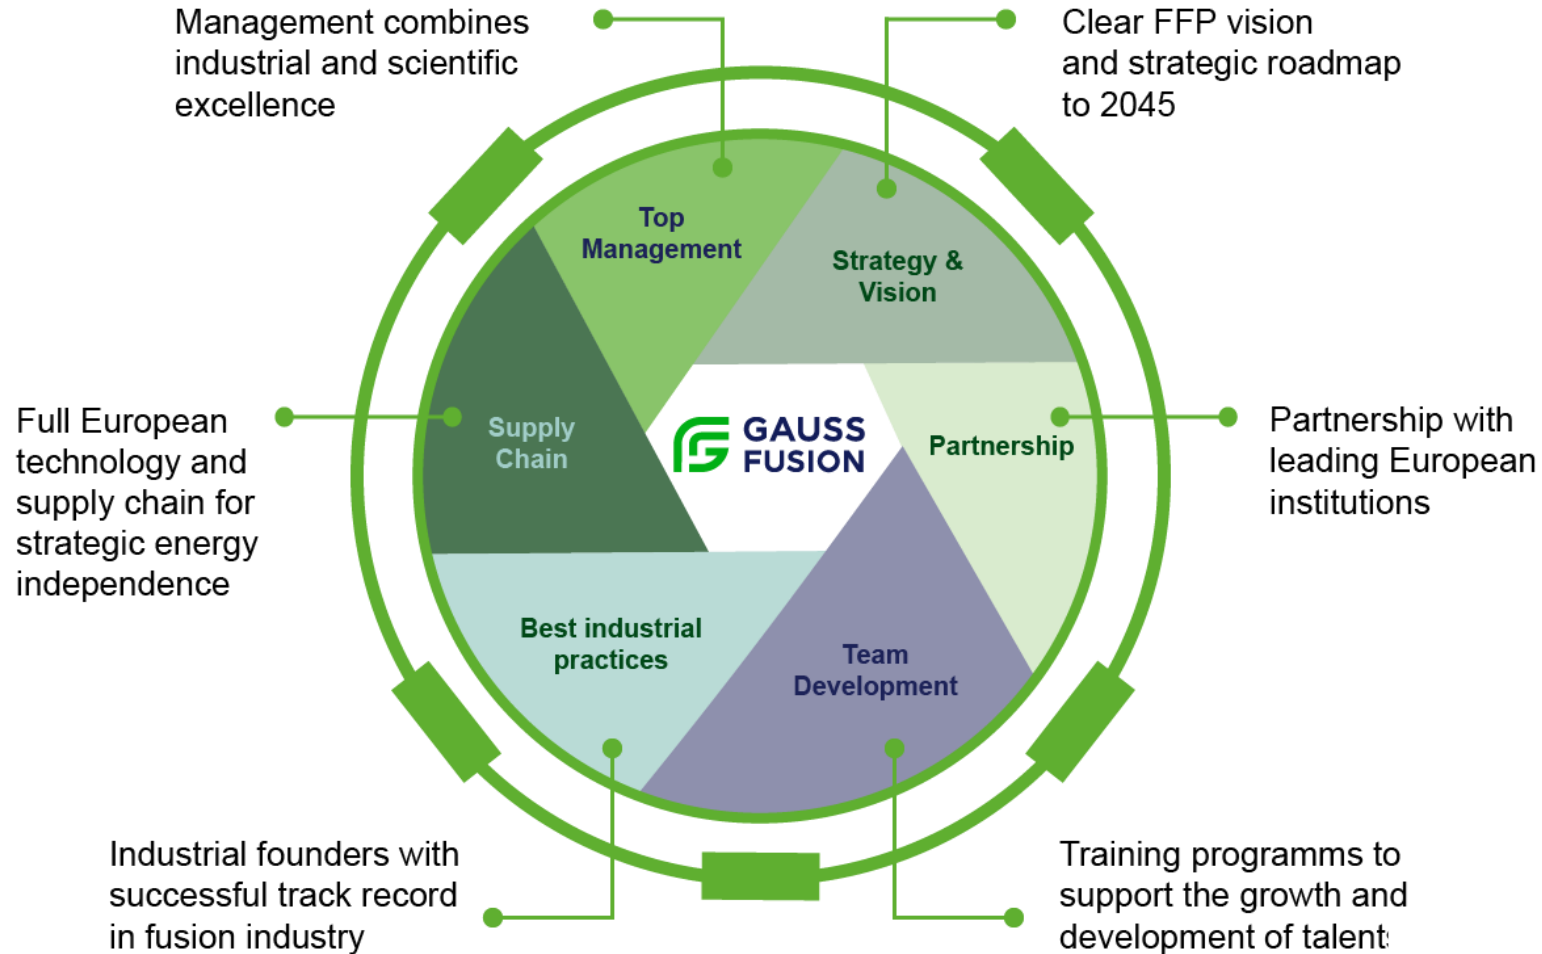 Management combines
industrial and scientific
excellence
Clear FFP vision
and strategic roadmap
to 2045
Top
Management
Strategy &
Vision
Full European
technology and
supply chain for
strategic energy
independence
Supply
Chain
GAUSS
FUSION
Partnership
Partnership with
leading European
institutions
Best industrial
practices
Team
Development
Industrial founders with
successful track record
in fusion industry
Training programms to
support the growth and
development of talents